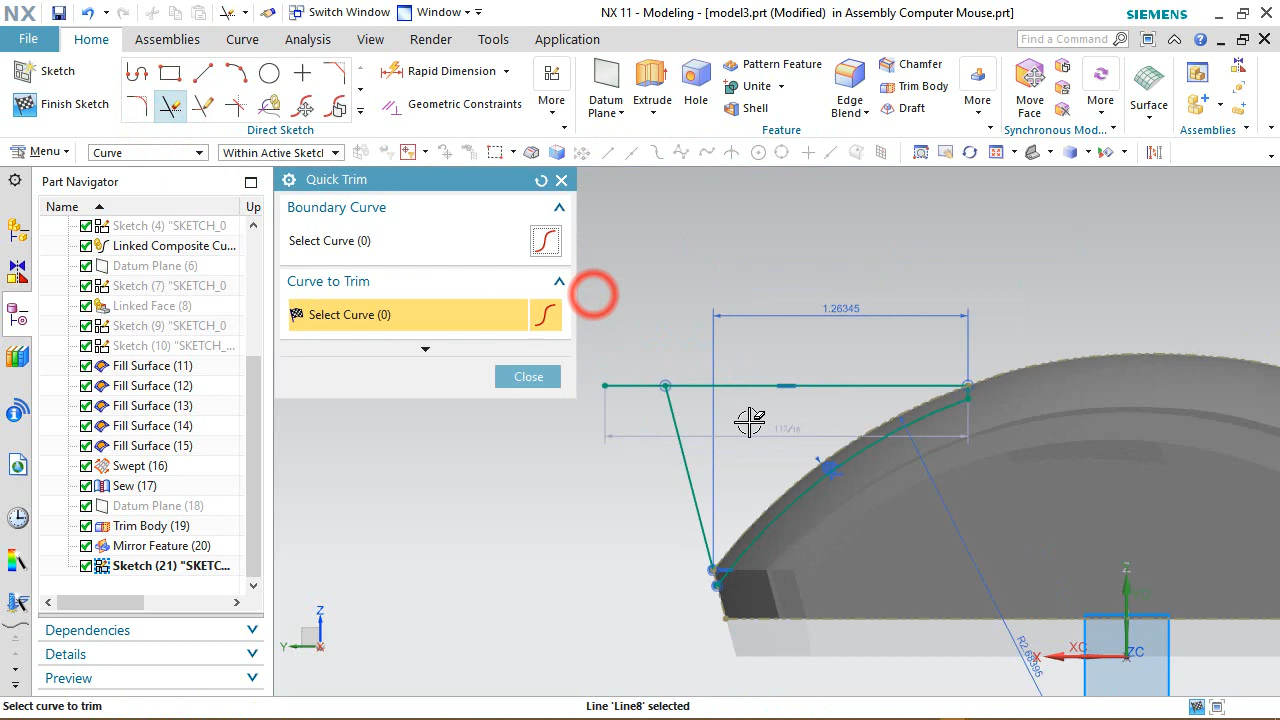 NX
Switch Window
Window
NX 11 - Modeling - [model3.prt (Modified) in Assembly Computer Mouse.prt]
SIEMENS
File
Home
Assemblies
Curve
Analysis
View
Render
Tools
Application
Find a Command
Sketch
Finish Sketch
Rapid Dimension
Geometric Constraints
More
Direct Sketch
Datum
Plane
Extrude
Hole
Pattern Feature
Unite
Shell
Edge
Blend
Chamfer
Trim Body
Draft
More
Feature
Move
Face
More
Synchronous Mod...
Surface
Assemblies
Menu
Curve
Within Active Sketcl
Part Navigator
Name
Up
Sketch (4) "SKETCH_0
Linked Composite Cu...
Datum Plane (6)
Sketch (7) "SKETCH_0
Linked Face (8)
Sketch (9) "SKETCH_0
Sketch (10) "SKETCH_...
Fill Surface (11)
Fill Surface (12)
Fill Surface (13)
Fill Surface (14)
Fill Surface (15)
Swept (16)
Sew (17)
Datum Plane (18)
Trim Body (19)
Mirror Feature (20)
Sketch (21) "SKETC...
Dependencies
Details
Preview
Quick Trim
Boundary Curve
Select Curve (0)
Curve to Trim
Select Curve (0)
Close
1.26345
Z
Y
X
X
XC
ZC
Select curve to trim
Line 'Line8' selected